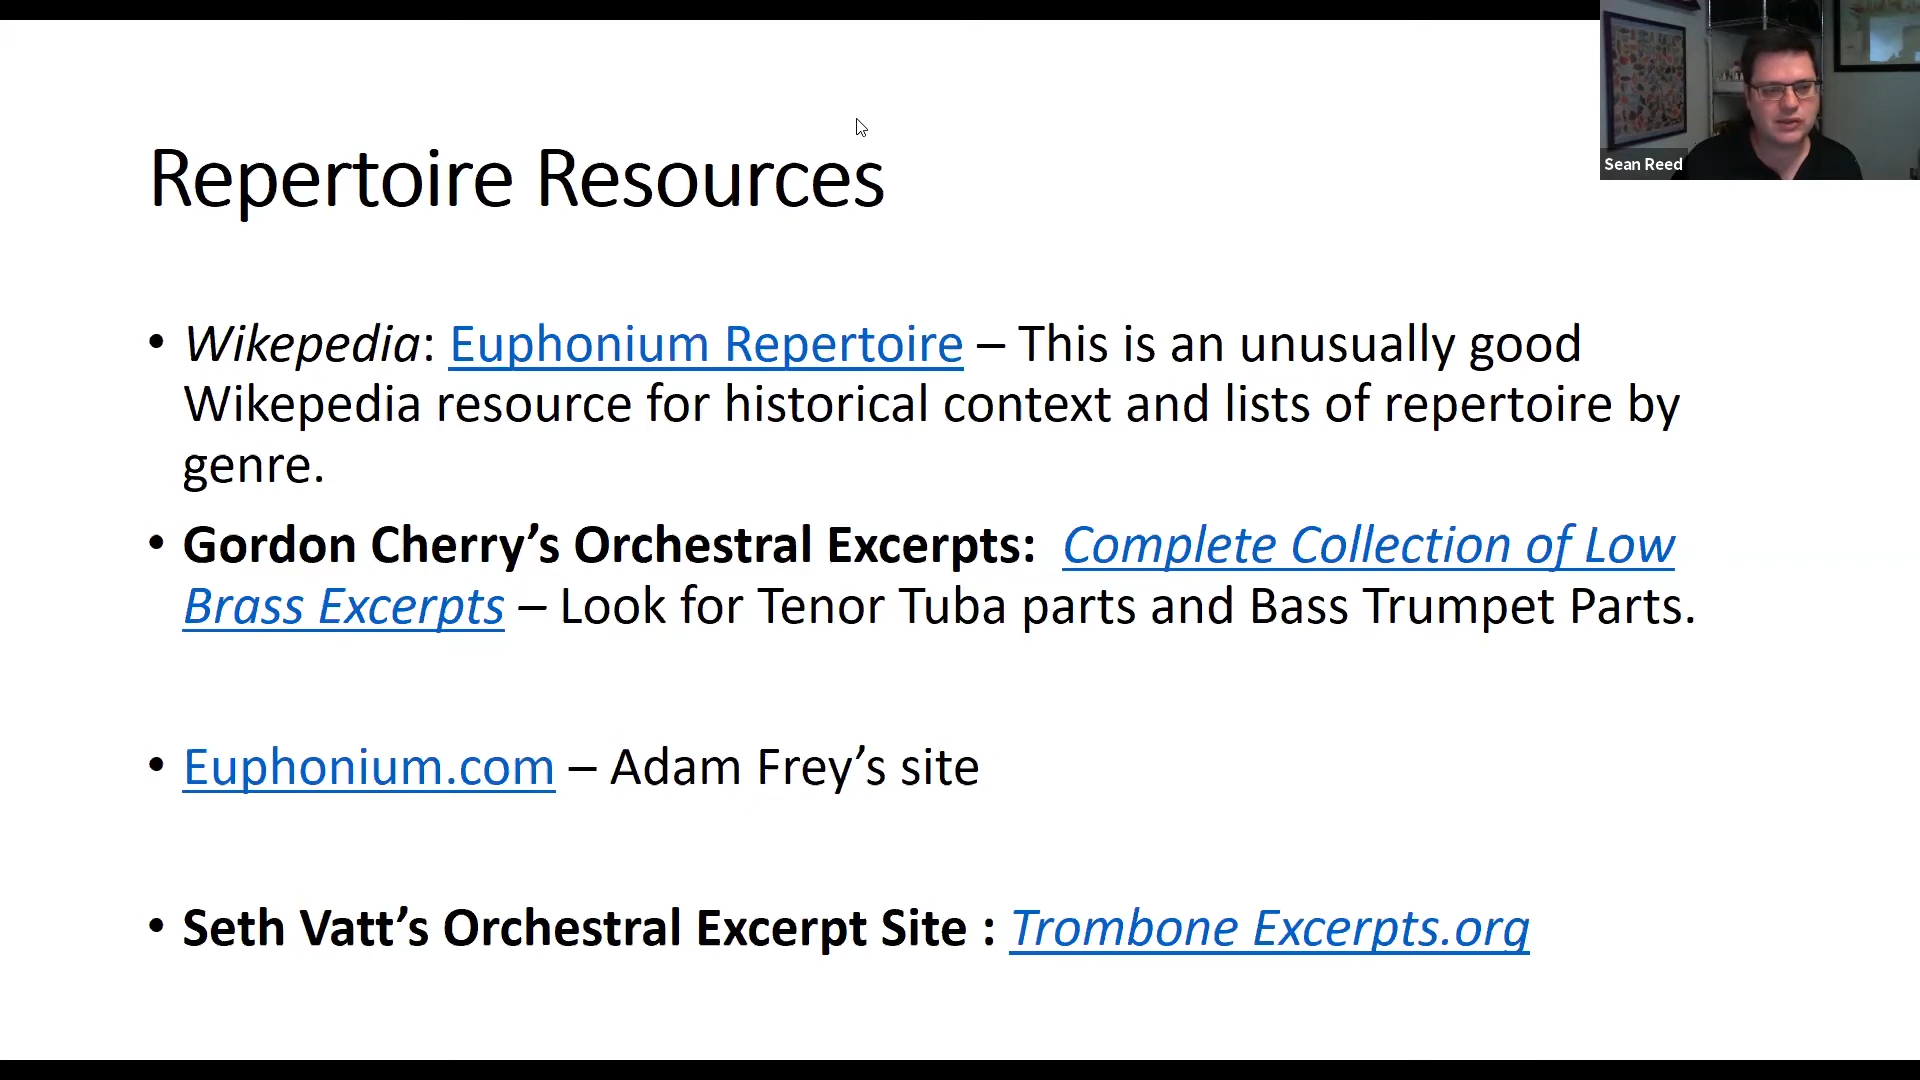 Sean Reed
Repertoire Resources
• Wikepedia: Euphonium Repertoire – This is an unusually good
Wikepedia resource for historical context and lists of repertoire by
genre.
• Gordon Cherry’s Orchestral Excerpts: Complete Collection of Low
Brass Excerpts – Look for Tenor Tuba parts and Bass Trumpet Parts.
• Euphonium.com – Adam Frey’s site
• Seth Vatt’s Orchestral Excerpt Site : Trombone Excerpts.org